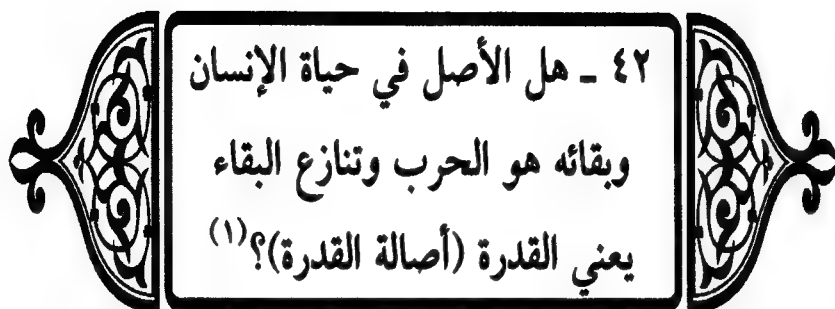 ٤٢ ـ هل الأصل في حياة الإنسان
وبقائه هو الحرب وتنازع البقاء
يعني القدرة (أصالة القدرة)؟(١)